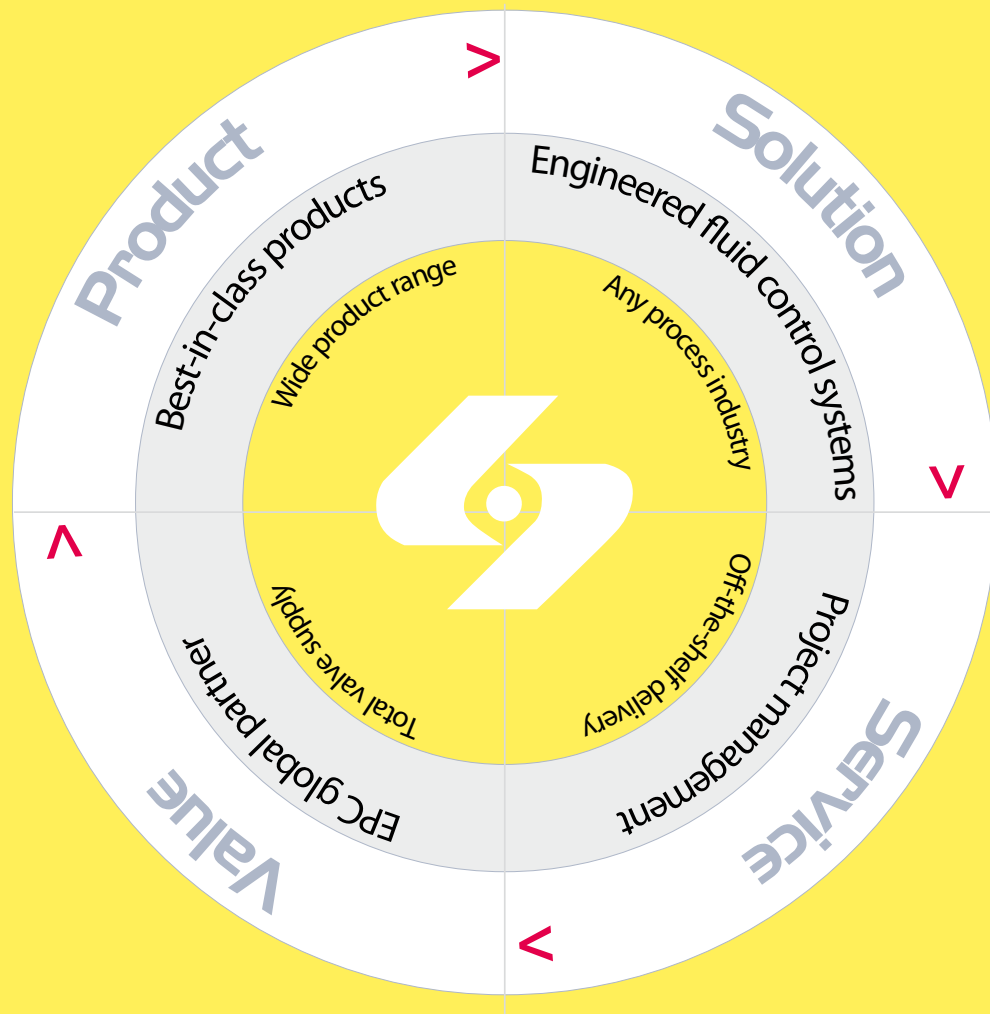 Product
Best-in-class products
Wide product range
>
Solution
Engineered fluid control systems
Any process industry
>
Service
Project management
Off-the-shelf delivery
>
Value
EPC global partner
Total valve supply
>